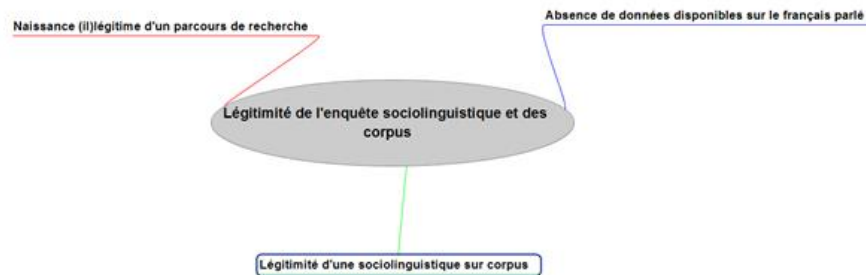 Naissance (il)légitime d'un parcours de recherche
Absence de données disponibles sur le français parlé
Légitimité de l'enquête sociolinguistique et des
corpus
Légitimité d'une sociolinguistique sur corpus